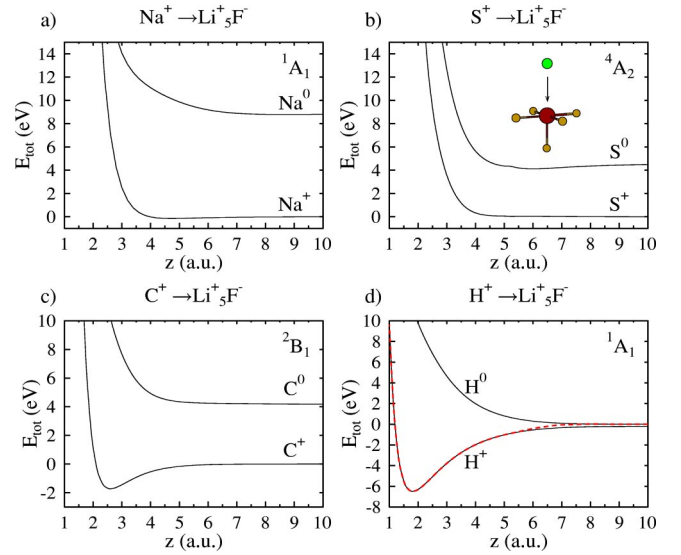 a) Na⁺→Li⁺₅F⁻
16
14
12
10
8
6
4
2
0
E_tot (eV)
¹A₁
Na⁰
Na⁺
1 2 3 4 5 6 7 8 9 10
z (a.u.)
b) S⁺→Li⁺₅F⁻
16
14
12
10
8
6
4
2
0
E_tot (eV)
⁴A₂
S⁰
S⁺
1 2 3 4 5 6 7 8 9 10
z (a.u.)
c) C⁺→Li⁺₅F⁻
10
8
6
4
2
0
-2
E_tot (eV)
²B₁
C⁰
C⁺
1 2 3 4 5 6 7 8 9 10
z (a.u.)
d) H⁺→Li⁺₅F⁻
10
8
6
4
2
0
-2
-4
-6
-8
E_tot (eV)
¹A₁
H⁰
H⁺
1 2 3 4 5 6 7 8 9 10
z (a.u.)